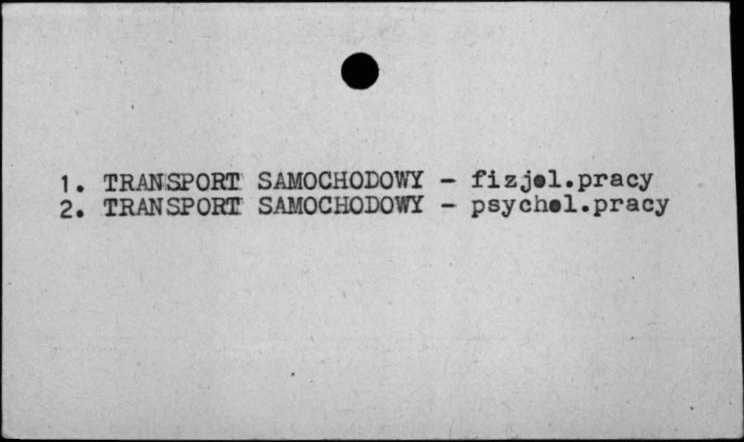 1. TRANSPORT SAMOCHODOWY - fizjol.pracy
2. TRANSPORT SAMOCHODOWY - psychol.pracy